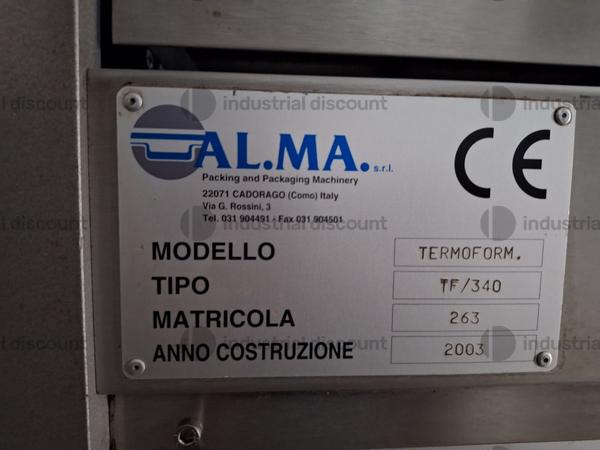 AL.MA. s.r.l.
Packing and Packaging Machinery
22071 CADORAGO (Como) Italy
Via G. Rossini, 3
Tel. 031 904491 - Fax 031 904501
CE
MODELLO TERMOFORM.
TIPO TF/340
MATRICOLA 263
ANNO COSTRUZIONE 2003
industrial discount